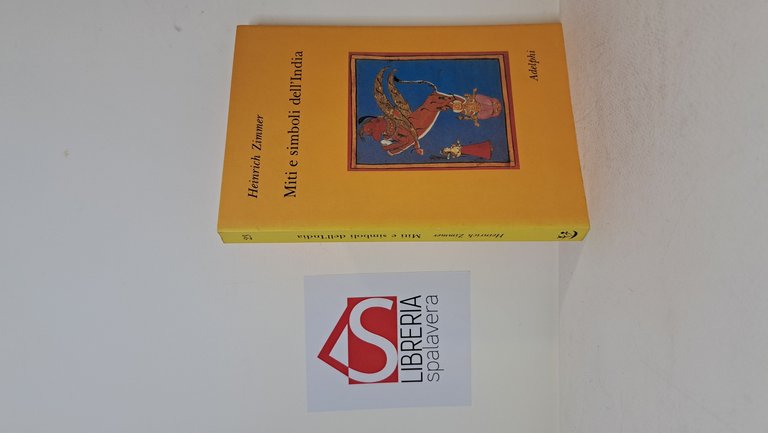 Heinrich Zimmer
Miti e simboli dell'India
Adelphi
Heinrich Zimmer Miti e simboli dell'India
S
LIBRERIA
spalavera